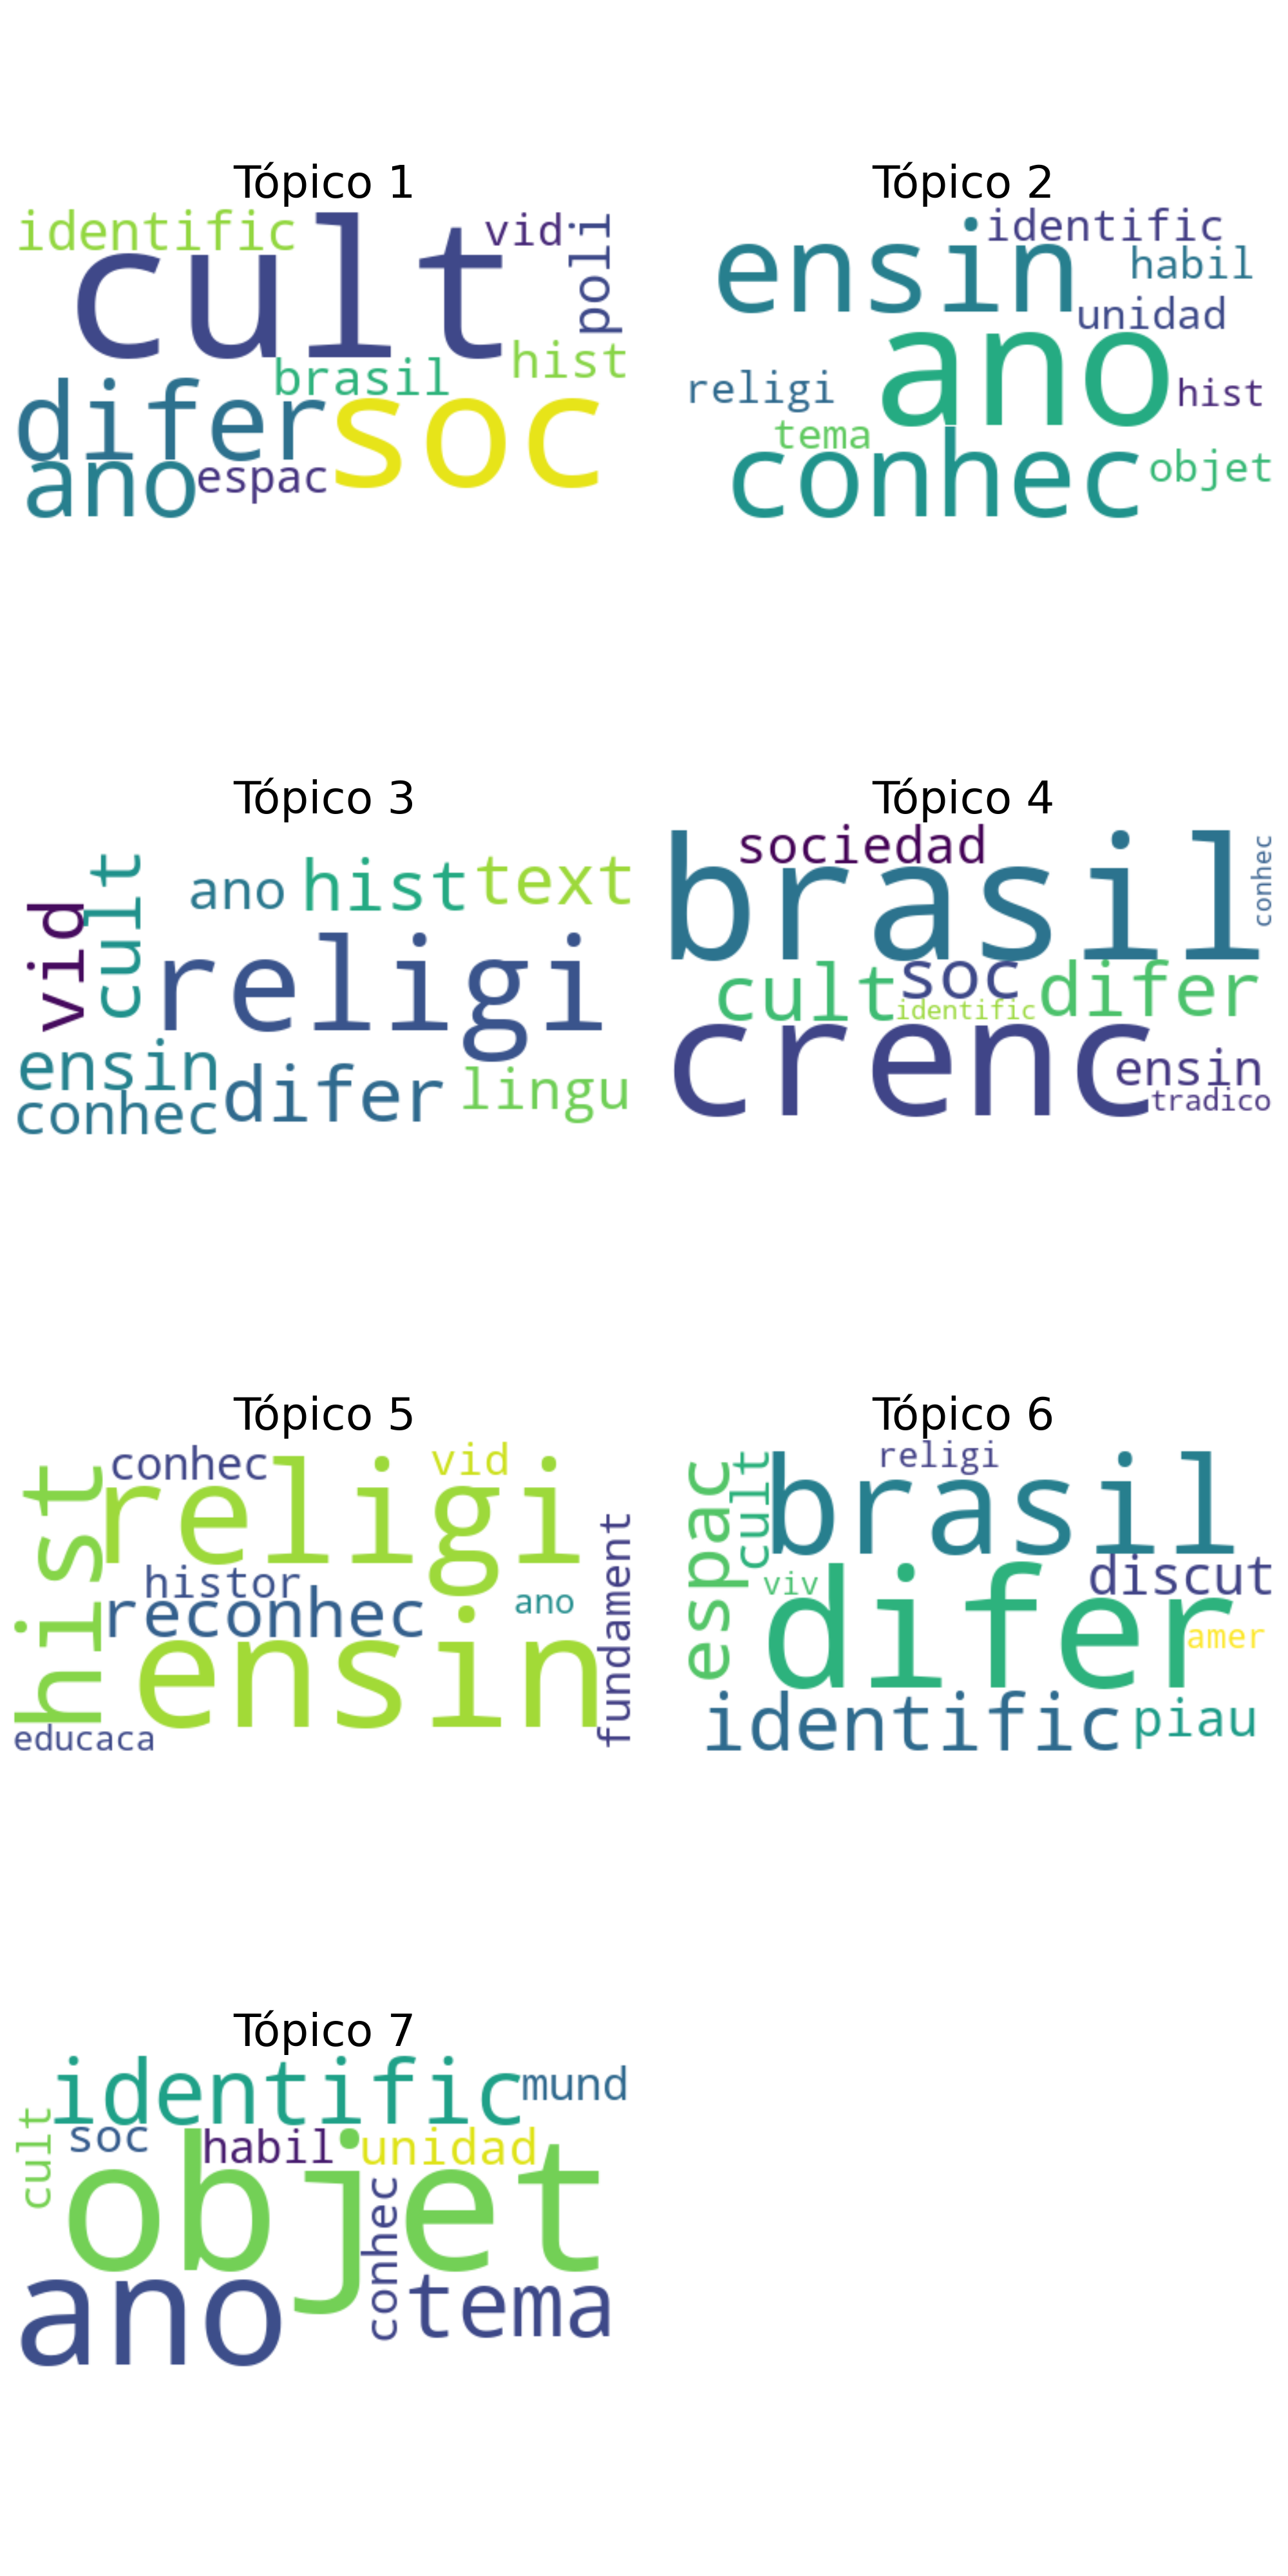 Tópico 1
identific
cult
vid
poli
brasil
hist
difer
soc
ano
espac
Tópico 2
identific
ensin
habil
unidad
ano
religi
hist
tema
conhec
objet
Tópico 3
vid
cult
ano
hist
text
religi
ensin
conhec
difer
lingu
Tópico 4
sociedad
brasil
conhec
cult
soc
difer
identific
crenc
ensin
tradico
Tópico 5
hist
conhec
religi
vid
histor
reconhec
ano
fundament
ensin
educaca
Tópico 6
religi
espac
cult
brasil
viv
discut
difer
amer
identific
piau
Tópico 7
identific
mund
cult
soc
habil
unidad
objet
conhec
ano
tema